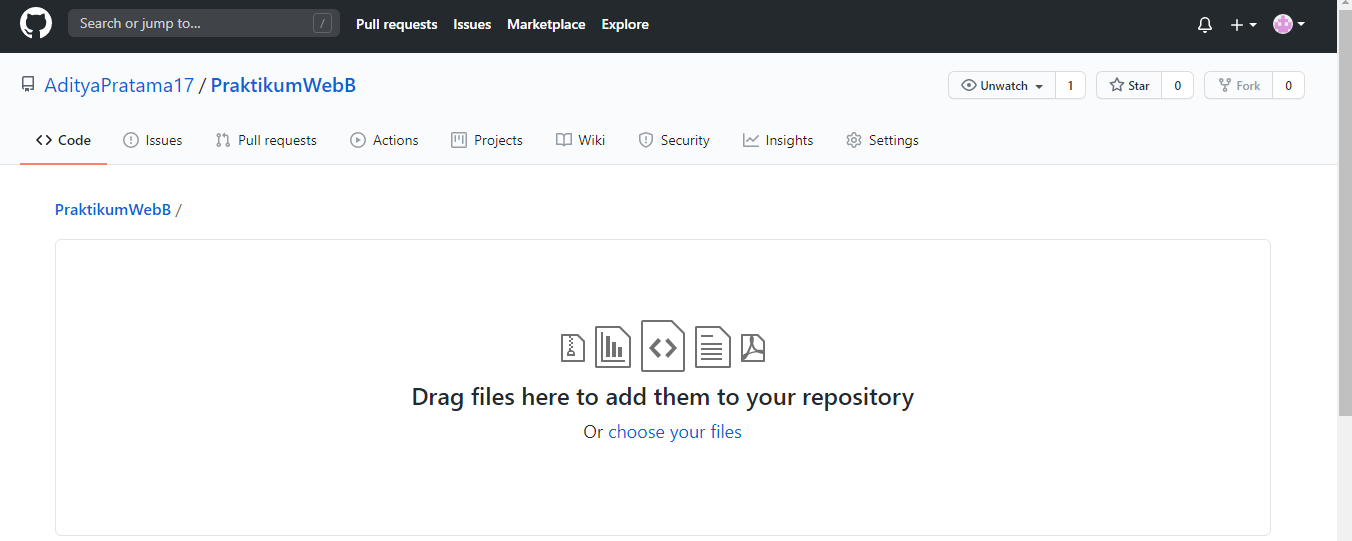 Search or jump to... /
Pull requests Issues Marketplace Explore
AdityaPratama17 / PraktikumWebB
Unwatch 1 Star 0 Fork 0
Code Issues Pull requests Actions Projects Wiki Security Insights Settings
PraktikumWebB /
Drag files here to add them to your repository
Or choose your files